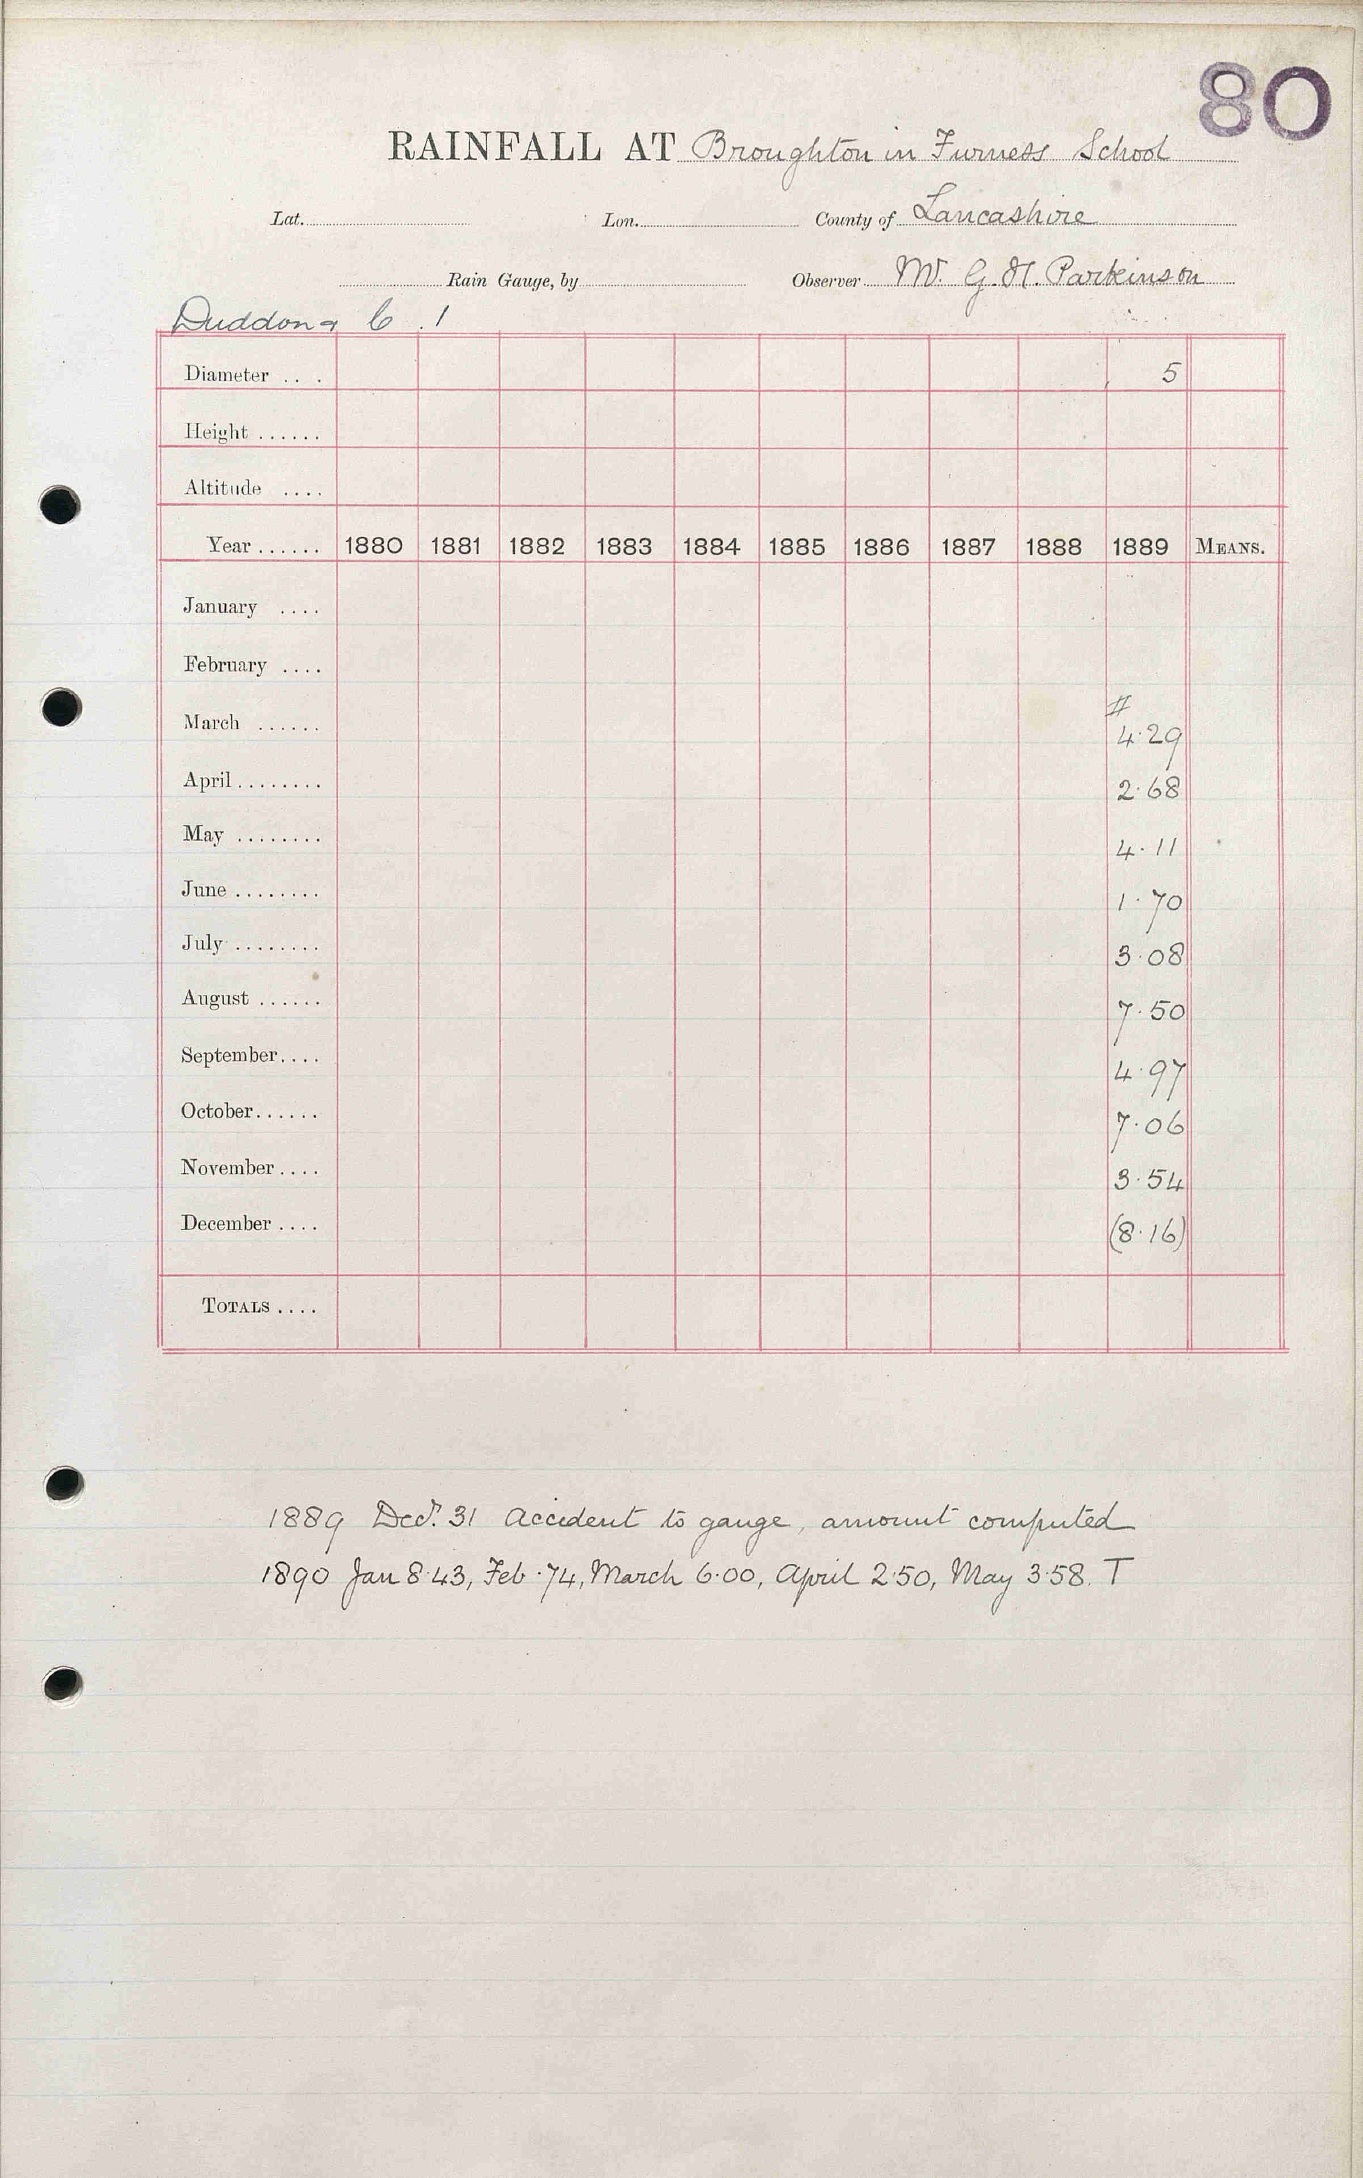 80
RAINFALL AT Broughton in Furness School
Lat. Lon. County of Lancashire
Rain Gauge, by Observer Mr. G. H. Parkinson
Duddon 1
Diameter .. . 5
Height ......
Altitude ....
Year ...... 1880 1881 1882 1883 1884 1885 1886 1887 1888 1889 MEANS.
January ....
February ....
#
March ...... 4.29
April ........ 2.68
May ........ 4.11
June ........ 1.70
July ........ 3.08
August ...... 7.50
September.... 4.97
October...... 7.06
November.... 3.54
December .... (8.16)
TOTALS ....
1889 Decr. 31 Accident to gauge, amount computed
1890 Jan 8.43, Feb .74, March 6.00, April 2.50, May 3.58. T